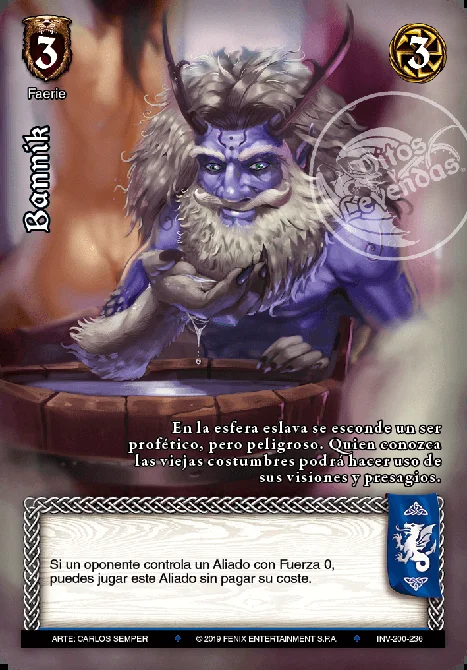 3
3
Faerie
Bannik
Mitos
y
Leyendas
En la esfera eslava se esconde un ser
profético, pero peligroso. Quien conozca
las viejas costumbres podrá hacer uso de
sus visiones y presagios.
Si un oponente controla un Aliado con Fuerza 0,
puedes jugar este Aliado sin pagar su coste.
ARTE: CARLOS SEMPER
© 2019 FENIX ENTERTAINMENT S.P.A
INV-200-236